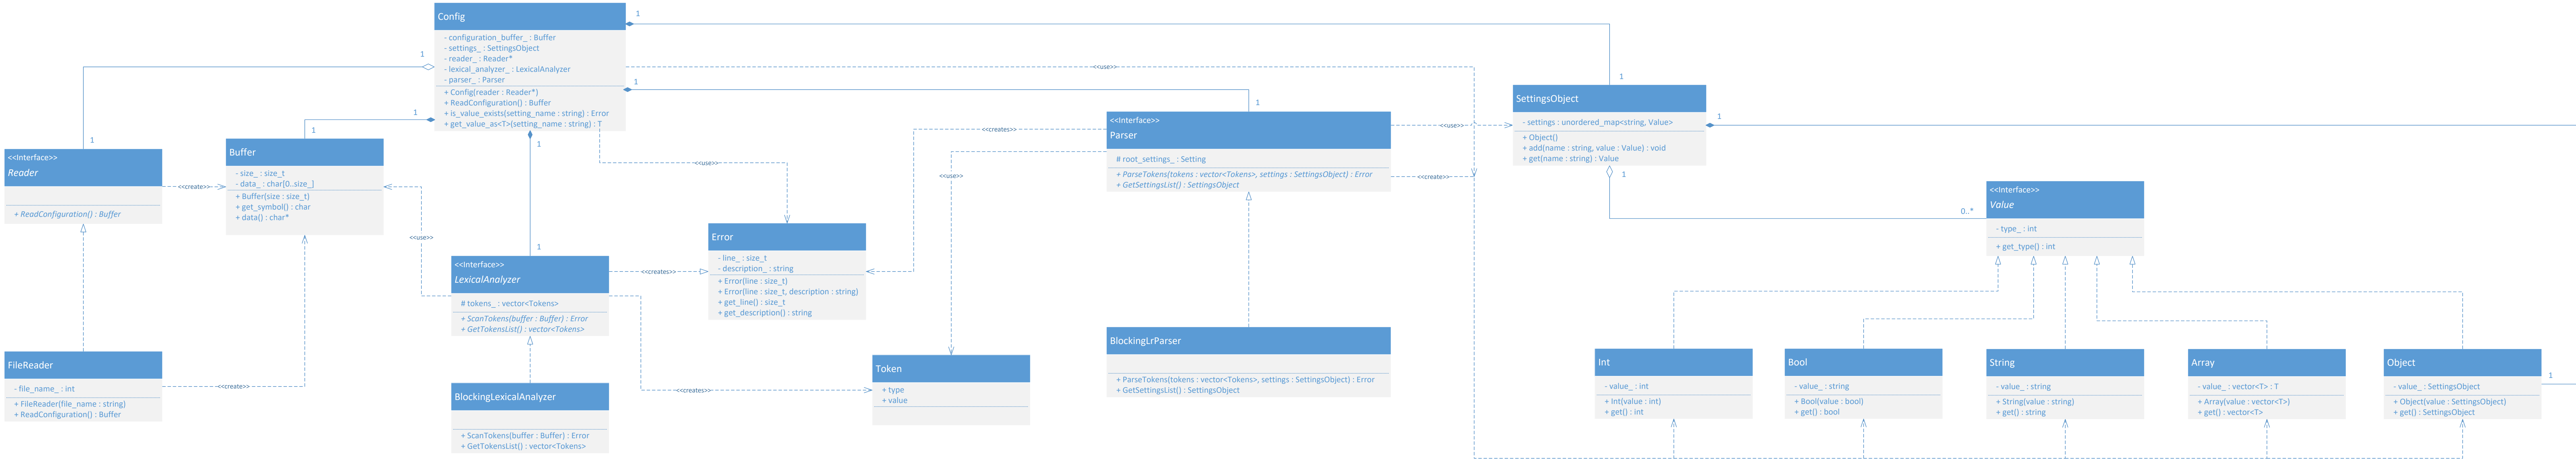 Config
- configuration_buffer_ : Buffer
- settings_ : SettingsObject
- reader_ : Reader*
- lexical_analyzer_ : LexicalAnalyzer
- parser_ : Parser
+ Config(reader : Reader*)
+ ReadConfiguration() : Buffer
+ is_value_exists(setting_name : string) : Error
+ get_value_as<T>(setting_name : string) : T
1
1
1
1
1
1
1
1
1
1
<<use>>
<<use>>
<<Interface>>
Reader
+ ReadConfiguration() : Buffer
<<create>>
Buffer
- size_ : size_t
- data_ : char[0..size_]
+ Buffer(size : size_t)
+ get_symbol() : char
+ data() : char*
<<use>>
FileReader
- file_name_ : int
+ FileReader(file_name : string)
+ ReadConfiguration() : Buffer
<<create>>
<<Interface>>
LexicalAnalyzer
# tokens_ : vector<Tokens>
+ ScanTokens(buffer : Buffer) : Error
+ GetTokensList() : vector<Tokens>
<<creates>>
<<creates>>
BlockingLexicalAnalyzer
+ ScanTokens(buffer : Buffer) : Error
+ GetTokensList() : vector<Tokens>
Error
- line_ : size_t
- description_ : string
+ Error(line : size_t)
+ Error(line : size_t, description : string)
+ get_line() : size_t
+ get_description() : string
Token
+ type
+ value
<<creates>>
<<use>>
<<Interface>>
Parser
# root_settings_ : Setting
+ ParseTokens(tokens : vector<Tokens>, settings : SettingsObject) : Error
+ GetSettingsList() : SettingsObject
<<use>>
<<create>>
BlockingLrParser
+ ParseTokens(tokens : vector<Tokens>, settings : SettingsObject) : Error
+ GetSettingsList() : SettingsObject
SettingsObject
- settings : unordered_map<string, Value>
+ Object()
+ add(name : string, value : Value) : void
+ get(name : string) : Value
1
1
0..*
<<Interface>>
Value
- type_ : int
+ get_type() : int
Int
- value_ : int
+ Int(value : int)
+ get() : int
Bool
- value_ : string
+ Bool(value : bool)
+ get() : bool
String
- value_ : string
+ String(value : string)
+ get() : string
Array
- value_ : vector<T> : T
+ Array(value : vector<T>)
+ get() : vector<T>
Object
- value_ : SettingsObject
+ Object(value : SettingsObject)
+ get() : SettingsObject
1